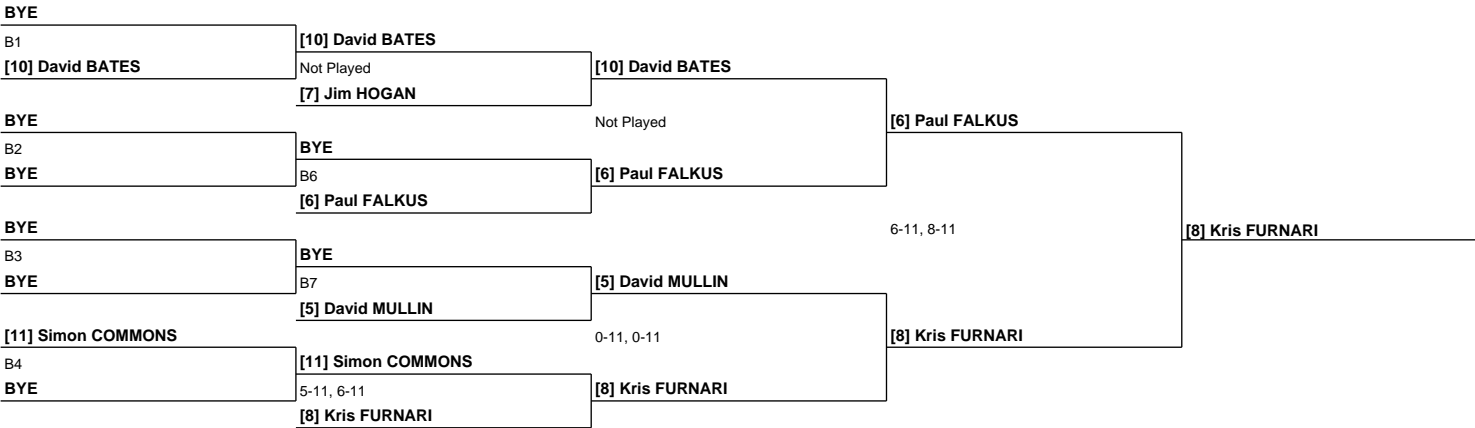 BYE
B1
[10] David BATES
[10] David BATES
Not Played
[7] Jim HOGAN
[10] David BATES
BYE
B2
BYE
BYE
B6
[6] Paul FALKUS
Not Played
[6] Paul FALKUS
[6] Paul FALKUS
BYE
B3
BYE
BYE
B7
[5] David MULLIN
[5] David MULLIN
6-11, 8-11
[8] Kris FURNARI
[11] Simon COMMONS
B4
BYE
[11] Simon COMMONS
5-11, 6-11
[8] Kris FURNARI
0-11, 0-11
[8] Kris FURNARI
[8] Kris FURNARI